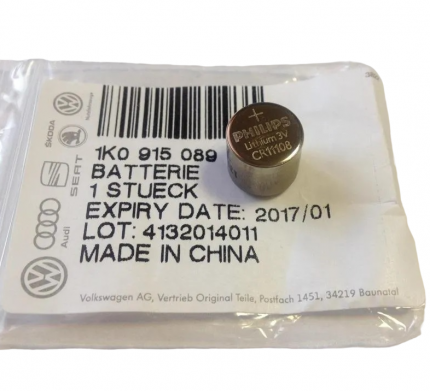 1K0 915 089
BATTERIE
1 STUECK
EXPIRY DATE: 2017/01
LOT: 4132014011
MADE IN CHINA
Volkswagen AG, Vertrieb Original Teile, Postfach 1451, 34219 Baunatal
ŠKODA
SEAT
Audi
+
PHILIPS
Lithium 3V
CR11108